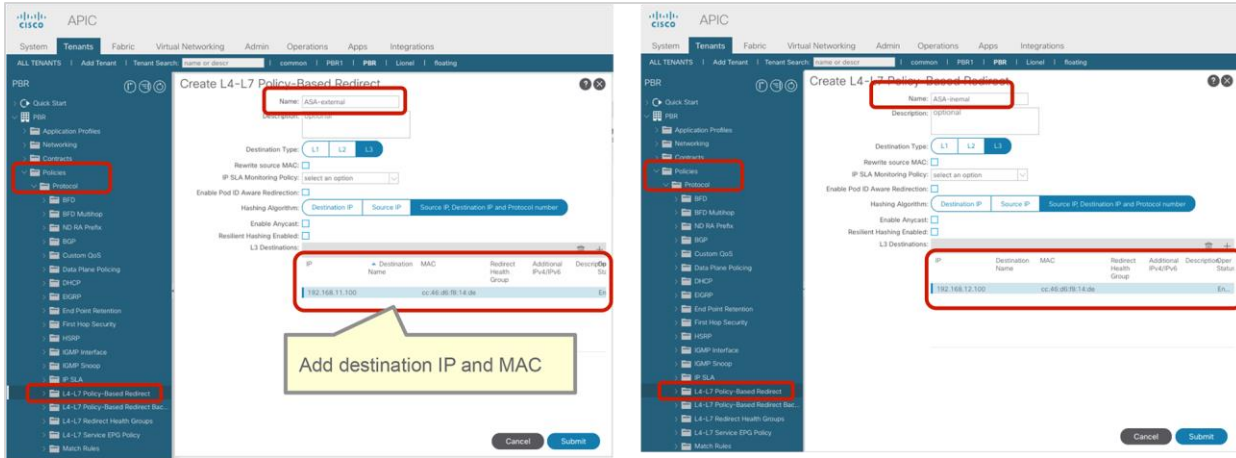 CISCO APIC
System Tenants Fabric Virtual Networking Admin Operations Apps Integrations
ALL TENANTS | Add Tenant | Tenant Search: name or descr | common | PBR1 | PBR | Lionel | floating
PBR
Quick Start
PBR
Application Profiles
Networking
Contracts
Policies
Protocol
BFD
BFD Multihop
ND RA Prefix
BGP
Custom QoS
Data Plane Policing
DHCP
EIGRP
End Point Retention
First Hop Security
HSRP
IGMP Interface
IGMP Snoop
IP SLA
L4-L7 Policy-Based Redirect
L4-L7 Policy-Based Redirect Bac...
L4-L7 Redirect Health Groups
L4-L7 Service EPG Policy
Match Rules
Create L4-L7 Policy-Based Redirect
Name: ASA-external
Description: optional
Destination Type: L1 L2 L3
Rewrite source MAC:
IP SLA Monitoring Policy: select an option
Enable Pod ID Aware Redirection:
Hashing Algorithm: Destination IP Source IP Source IP, Destination IP and Protocol number
Enable Anycast:
Resilient Hashing Enabled:
L3 Destinations:
IP Destination Name MAC Redirect Health Group Additional IPv4/IPv6
192.168.11.100 cc:46:d6:f8:14:de En
Add destination IP and MAC
Cancel Submit
CISCO APIC
System Tenants Fabric Virtual Networking Admin Operations Apps Integrations
ALL TENANTS | Add Tenant | Tenant Search: name or descr | common | PBR1 | PBR | Lionel | floating
PBR
Quick Start
PBR
Application Profiles
Networking
Contracts
Policies
Protocol
BFD
BFD Multihop
ND RA Prefix
BGP
Custom QoS
Data Plane Policing
DHCP
EIGRP
End Point Retention
First Hop Security
HSRP
IGMP Interface
IGMP Snoop
IP SLA
L4-L7 Policy-Based Redirect
L4-L7 Policy-Based Redirect Bac...
L4-L7 Redirect Health Groups
L4-L7 Service EPG Policy
Match Rules
Create L4-L7 Policy-Based Redirect
Name: ASA-inernal
Description: optional
Destination Type: L1 L2 L3
Rewrite source MAC:
IP SLA Monitoring Policy: select an option
Enable Pod ID Aware Redirection:
Hashing Algorithm: Destination IP Source IP Source IP, Destination IP and Protocol number
Enable Anycast:
Resilient Hashing Enabled:
L3 Destinations:
IP Destination Name MAC Redirect Health Group Additional IPv4/IPv6 Description Oper Status
192.168.12.100 cc:46:d6:f8:14:de En...
Cancel Submit